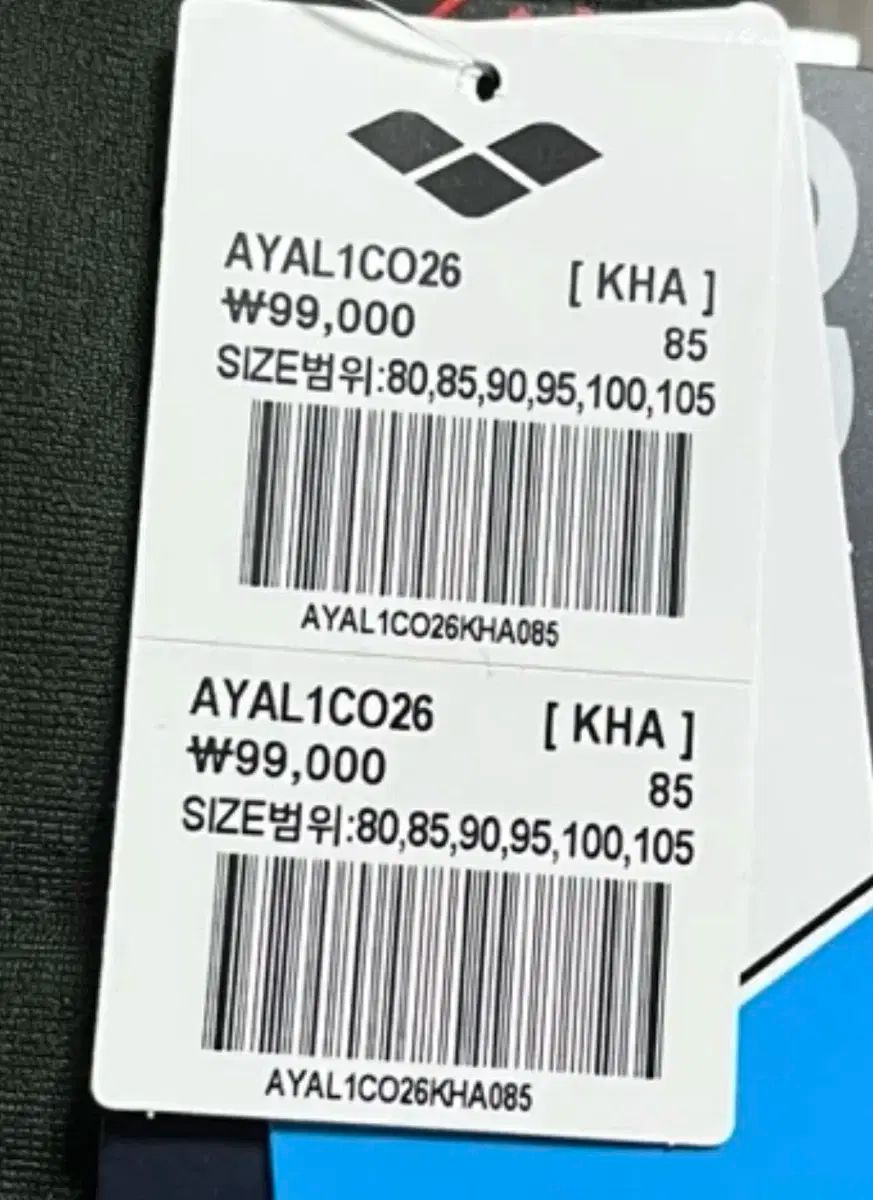 AYAL1CO26 [ KHA ]
₩99,000 85
SIZE범위:80,85,90,95,100,105
AYAL1CO26KHA085
AYAL1CO26 [ KHA ]
₩99,000 85
SIZE범위:80,85,90,95,100,105
AYAL1CO26KHA085